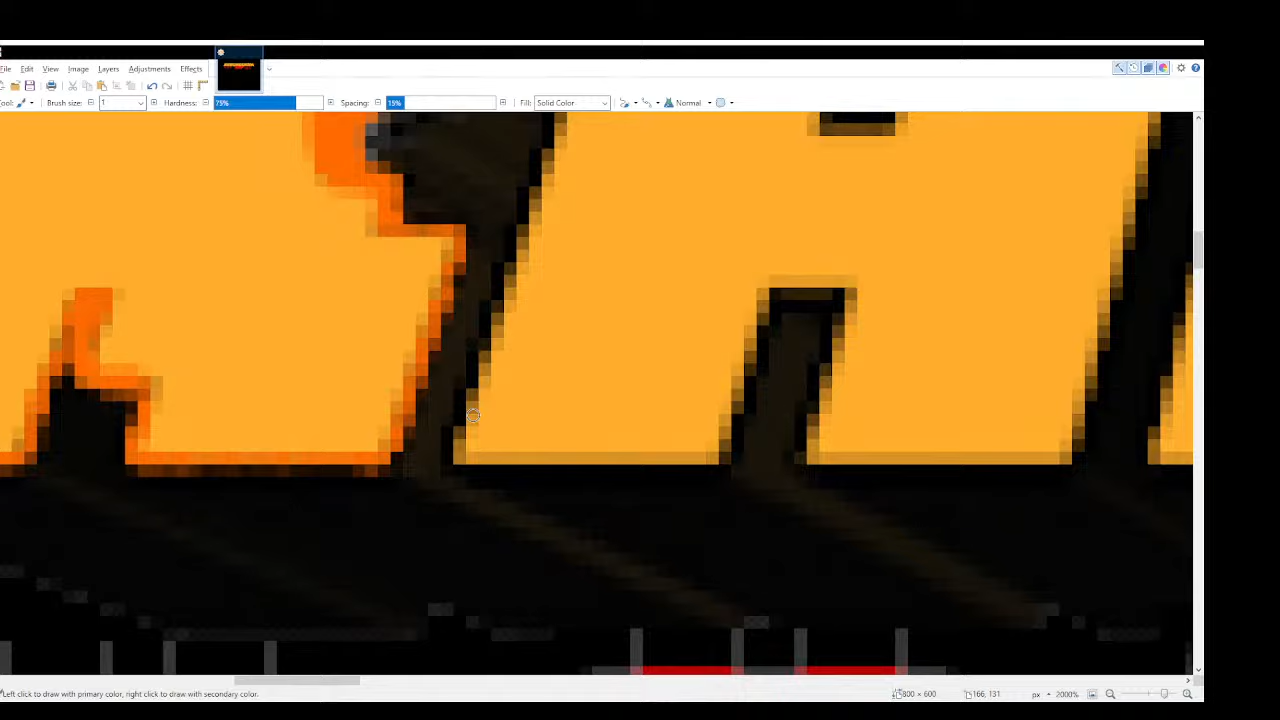 File Edit View Image Layers Adjustments Effects
Tool: Brush size: 1 Hardness: 75% Spacing: 15% Fill: Solid Color Normal
Left click to draw with primary color, right click to draw with secondary color. 800 × 600 166, 131 px 2000%